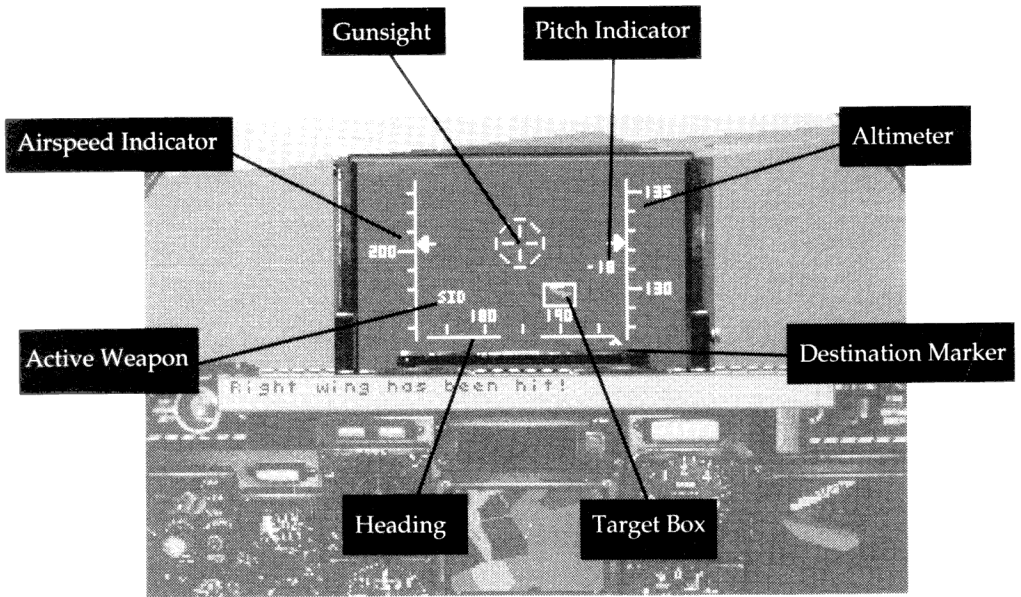 Gunsight
Pitch Indicator
Airspeed Indicator
Altimeter
135
200
-10
130
SID
180
190
Active Weapon
Destination Marker
Right wing has been hit!
Heading
Target Box